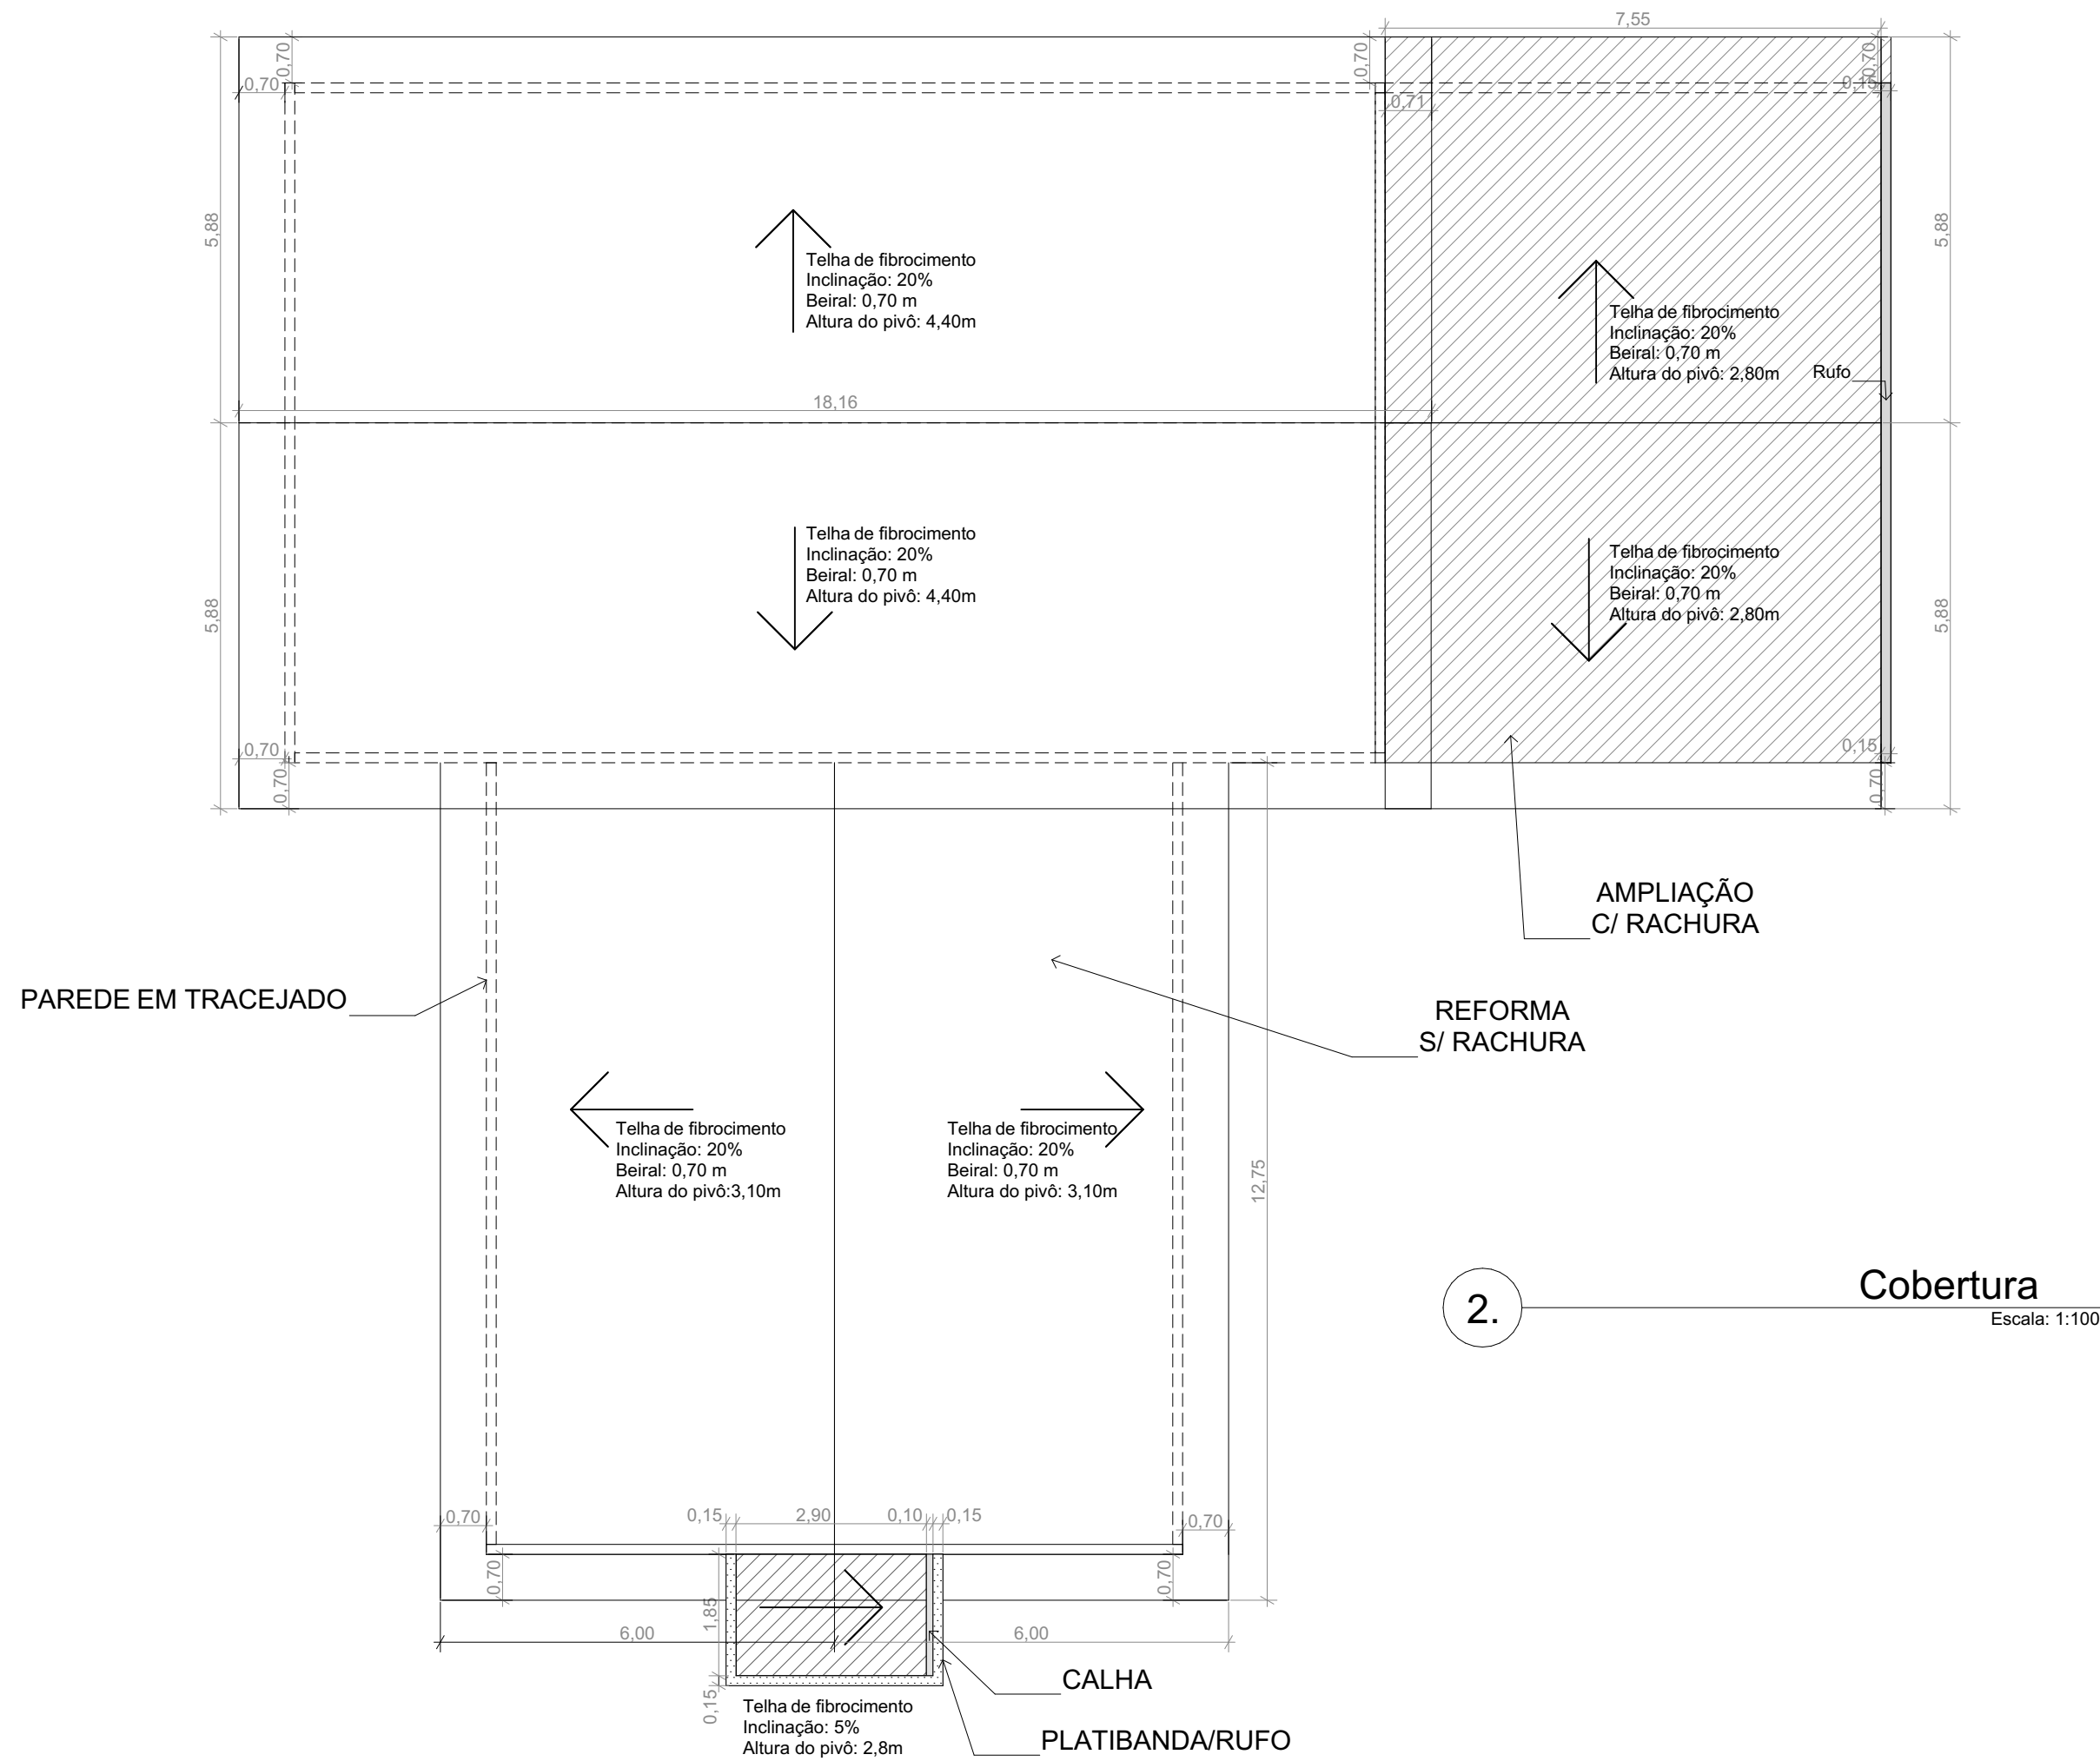 7,55
0,70
0,70
0,70
0,70
0,15
0,71
5,88
5,88
Telha de fibrocimento
Inclinação: 20%
Beiral: 0,70 m
Altura do pivô: 4,40m
Telha de fibrocimento
Inclinação: 20%
Beiral: 0,70 m
Altura do pivô: 2,80m
Rufo
18,16
Telha de fibrocimento
Inclinação: 20%
Beiral: 0,70 m
Altura do pivô: 4,40m
Telha de fibrocimento
Inclinação: 20%
Beiral: 0,70 m
Altura do pivô: 2,80m
5,88
5,88
0,70
0,70
0,15
0,70
AMPLIAÇÃO
C/ RACHURA
PAREDE EM TRACEJADO
REFORMA
S/ RACHURA
Telha de fibrocimento
Inclinação: 20%
Beiral: 0,70 m
Altura do pivô:3,10m
Telha de fibrocimento
Inclinação: 20%
Beiral: 0,70 m
Altura do pivô: 3,10m
12,75
2.
Cobertura
Escala: 1:100
0,70
0,15
2,90
0,10
0,15
0,70
0,70
1,85
0,70
6,00
6,00
0,15
CALHA
PLATIBANDA/RUFO
Telha de fibrocimento
Inclinação: 5%
Altura do pivô: 2,8m